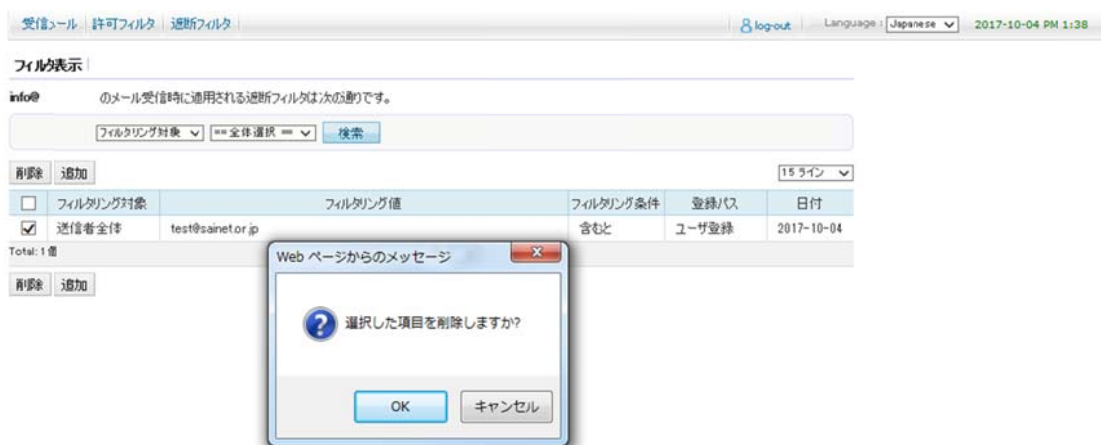 受信メール 許可フィルタ 遮断フィルタ log-out Language : Japanese 2017-10-04 PM 1:38
フィルタ表示
info@ のメール受信時に適用される遮断フィルタは次の通りです。
フィルタリング対象 == 全体選択 == 検索
削除 追加 15 ライン
フィルタリング対象 フィルタリング値 フィルタリング条件 登録パス 日付
送信者全体 test@sainet.or.jp 含むと ユーザ登録 2017-10-04
Total: 1 個
削除 追加
Web ページからのメッセージ
選択した項目を削除しますか?
OK キャンセル